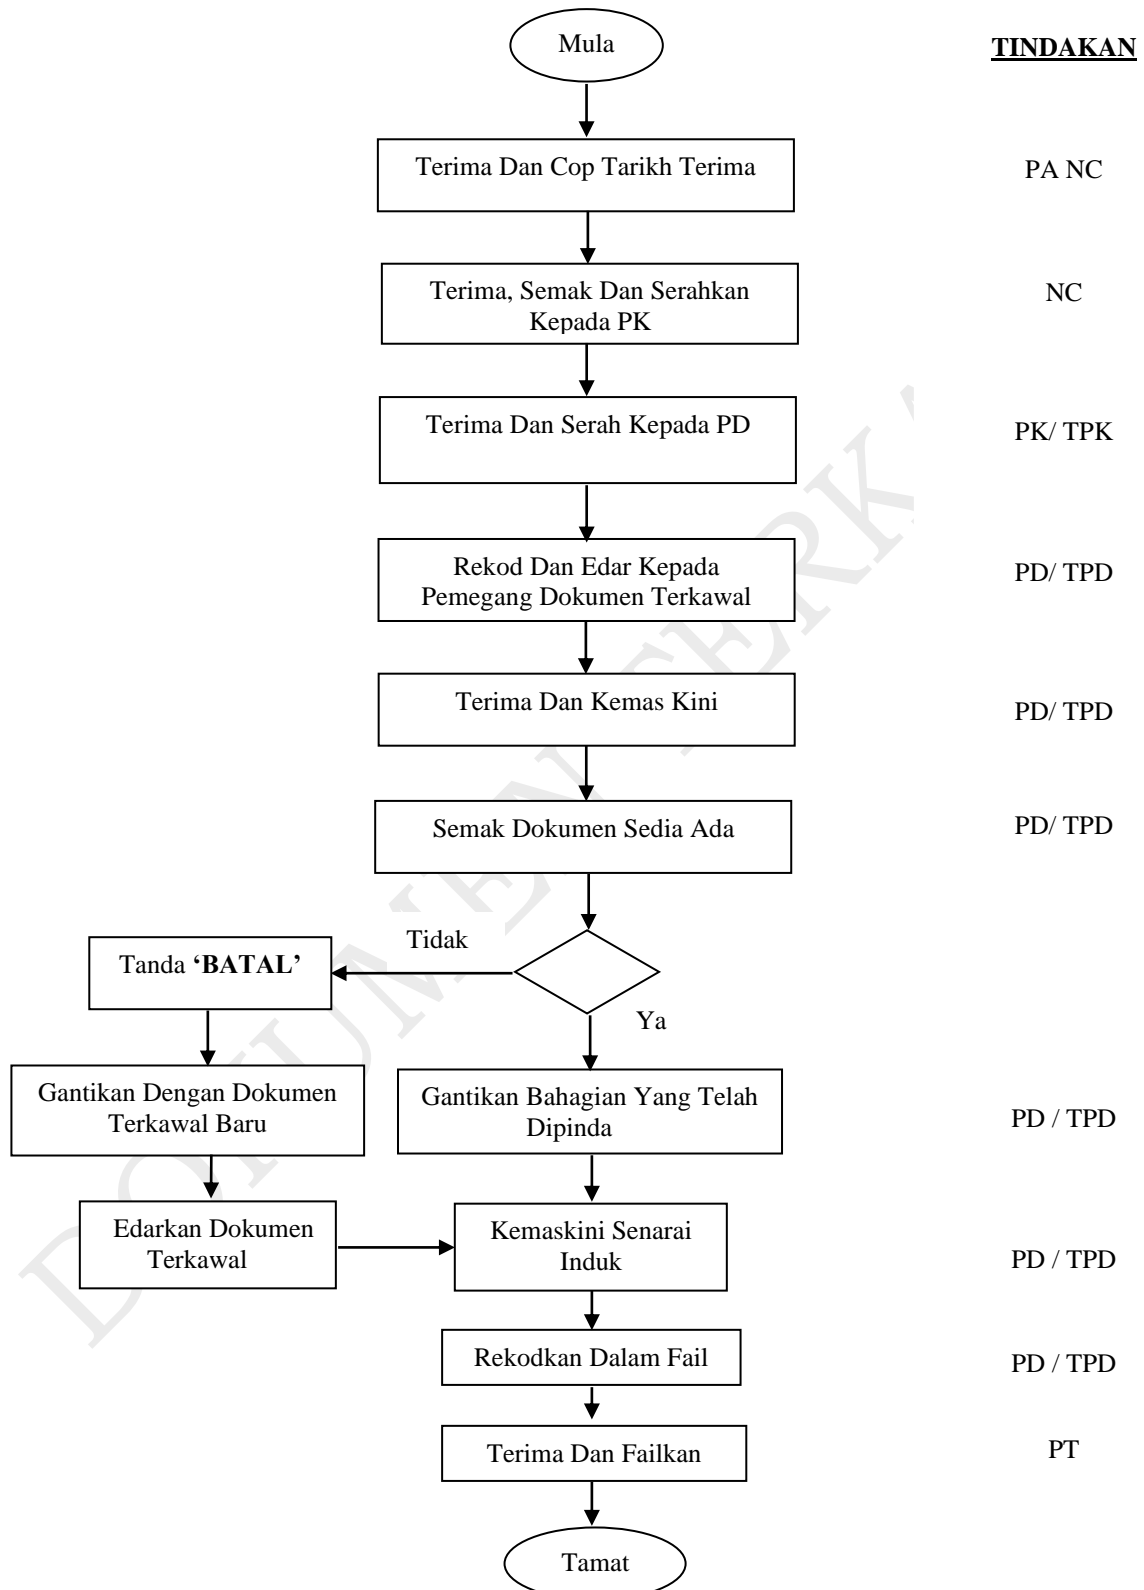 Mula
TINDAKAN
Terima Dan Cop Tarikh Terima
PA NC
Terima, Semak Dan Serahkan
Kepada PK
NC
Terima Dan Serah Kepada PD
PK/ TPK
Rekod Dan Edar Kepada
Pemegang Dokumen Terkawal
PD/ TPD
Terima Dan Kemas Kini
PD/ TPD
Semak Dokumen Sedia Ada
PD/ TPD
Tidak
Tanda ‘BATAL’
Ya
Gantikan Dengan Dokumen
Terkawal Baru
Gantikan Bahagian Yang Telah
Dipinda
PD / TPD
Edarkan Dokumen
Terkawal
Kemaskini Senarai
Induk
PD / TPD
Rekodkan Dalam Fail
PD / TPD
Terima Dan Failkan
PT
Tamat